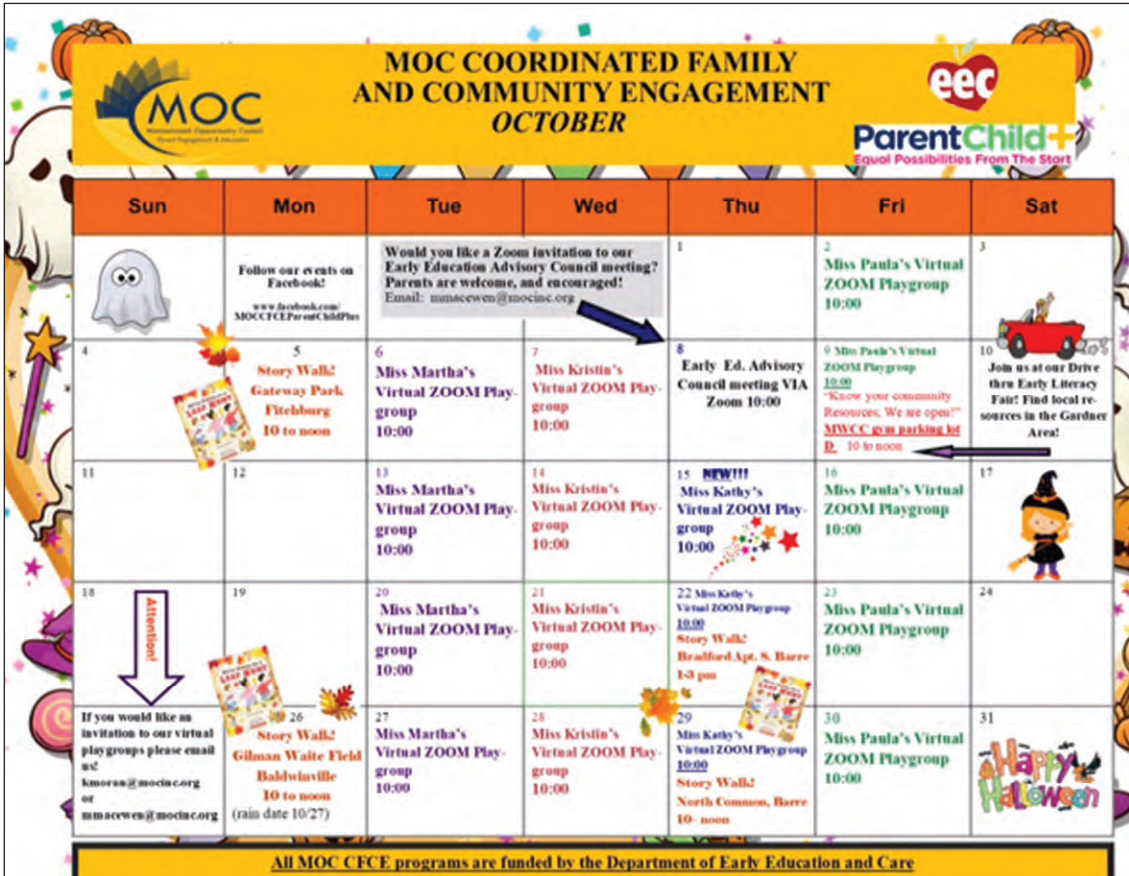 MOC COORDINATED FAMILY
AND COMMUNITY ENGAGEMENT
OCTOBER
MOC
Montachusett Opportunity Council
eec
ParentChild+
Equal Possibilities From The Start
Sun
Mon
Tue
Wed
Thu
Fri
Sat
Follow our events on
Facebook!
www.facebook.com/
MOCCFCEParentChildPlus
Would you like a Zoom invitation to our
Early Education Advisory Council meeting?
Parents are welcome, and encouraged!
Email: mmacewen@mocinc.org
1
2
Miss Paula's Virtual
ZOOM Playgroup
10:00
3
4
5
Story Walk!
Gateway Park
Fitchburg
10 to noon
LEAF HUNT
6
Miss Martha's
Virtual ZOOM Play-
group
10:00
7
Miss Kristin's
Virtual ZOOM Play-
group
10:00
8
Early Ed. Advisory
Council meeting VIA
Zoom 10:00
9 Miss Paula's Virtual
ZOOM Playgroup
10:00
"Know your community
Resources; We are open!"
MWCC gym parking lot
D 10 to noon
10
Join us at our Drive
thru Early Literacy
Fair! Find local re-
sources in the Gardner
Area!
11
12
13
Miss Martha's
Virtual ZOOM Play-
group
10:00
14
Miss Kristin's
Virtual ZOOM Play-
group
10:00
15 NEW!!!
Miss Kathy's
Virtual ZOOM Play-
group
10:00
16
Miss Paula's Virtual
ZOOM Playgroup
10:00
17
18
Attention!
19
20
Miss Martha's
Virtual ZOOM Play-
group
10:00
21
Miss Kristin's
Virtual ZOOM Play-
group
10:00
22 Miss Kathy's
Virtual ZOOM Playgroup
10:00
Story Walk!
Bradford Apt. S. Barre
1-3 pm
23
Miss Paula's Virtual
ZOOM Playgroup
10:00
24
If you would like an
invitation to our virtual
playgroups please email
us!
kmoran@mocinc.org
or
mmacewen@mocinc.org
LEAF HUNT
26
Story Walk!
Gilman Waite Field
Baldwinville
10 to noon
(rain date 10/27)
27
Miss Martha's
Virtual ZOOM Play-
group
10:00
28
Miss Kristin's
Virtual ZOOM Play-
group
10:00
LEAF HUNT
29
Miss Kathy's
Virtual ZOOM Playgroup
10:00
Story Walk!
North Common, Barre
10- noon
30
Miss Paula's Virtual
ZOOM Playgroup
10:00
31
Happy
Halloween
All MOC CFCE programs are funded by the Department of Early Education and Care